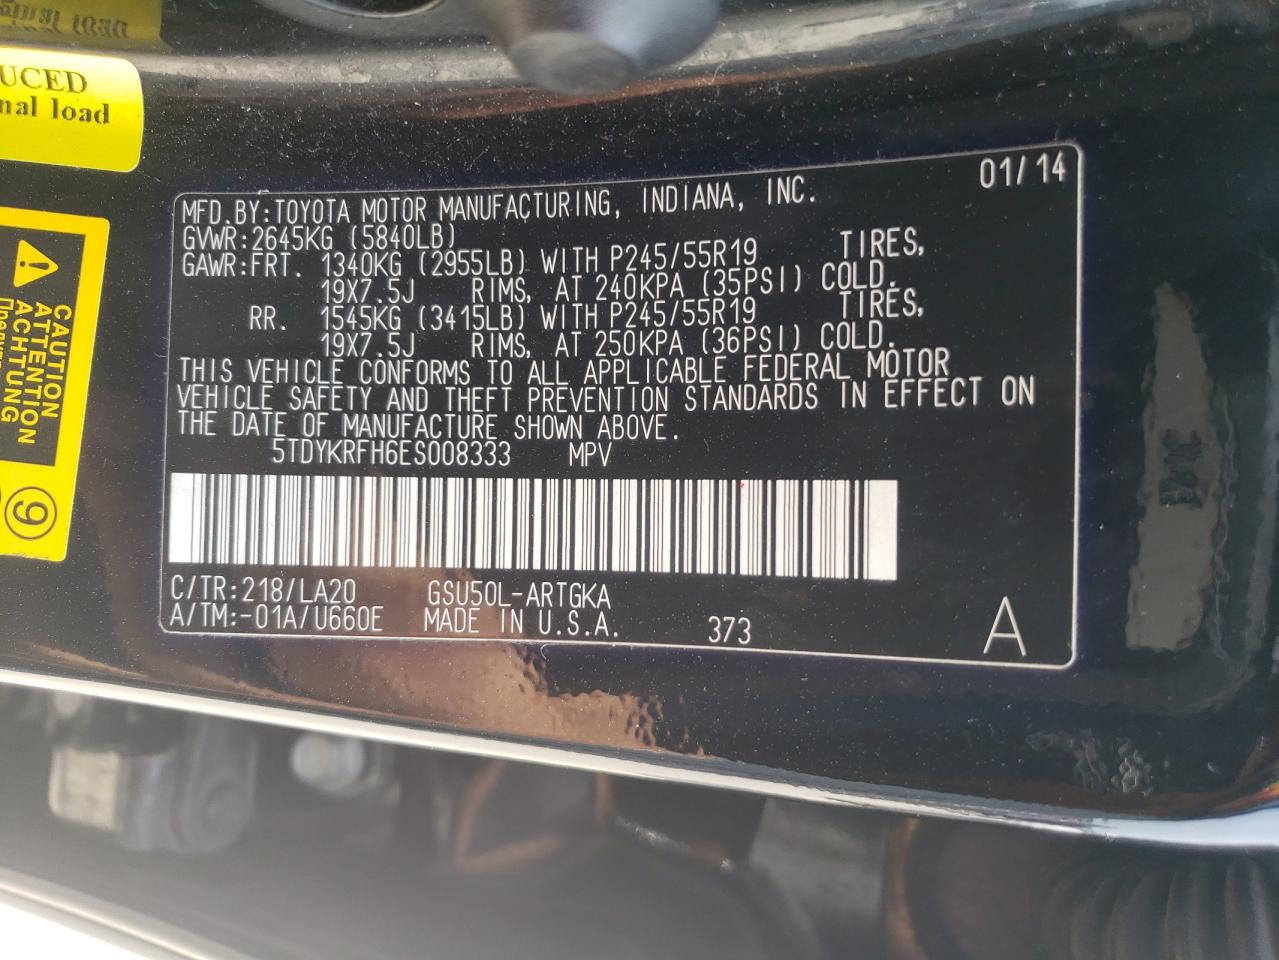 UCED
nal load
CAUTION
ATTENTION
ACHTUNG
9
01/14
MFD.BY:TOYOTA MOTOR MANUFACTURING, INDIANA, INC.
GVWR:2645KG (5840LB)
GAWR:FRT. 1340KG (2955LB) WITH P245/55R19 TIRES,
19X7.5J RIMS, AT 240KPA (35PSI) COLD.
RR. 1545KG (3415LB) WITH P245/55R19 TIRES,
19X7.5J RIMS, AT 250KPA (36PSI) COLD.
THIS VEHICLE CONFORMS TO ALL APPLICABLE FEDERAL MOTOR
VEHICLE SAFETY AND THEFT PREVENTION STANDARDS IN EFFECT ON
THE DATE OF MANUFACTURE SHOWN ABOVE.
5TDYKRFH6ES008333 MPV
C/TR:218/LA20 GSU50L-ARTGKA
A/TM:-01A/U660E MADE IN U.S.A. 373 A